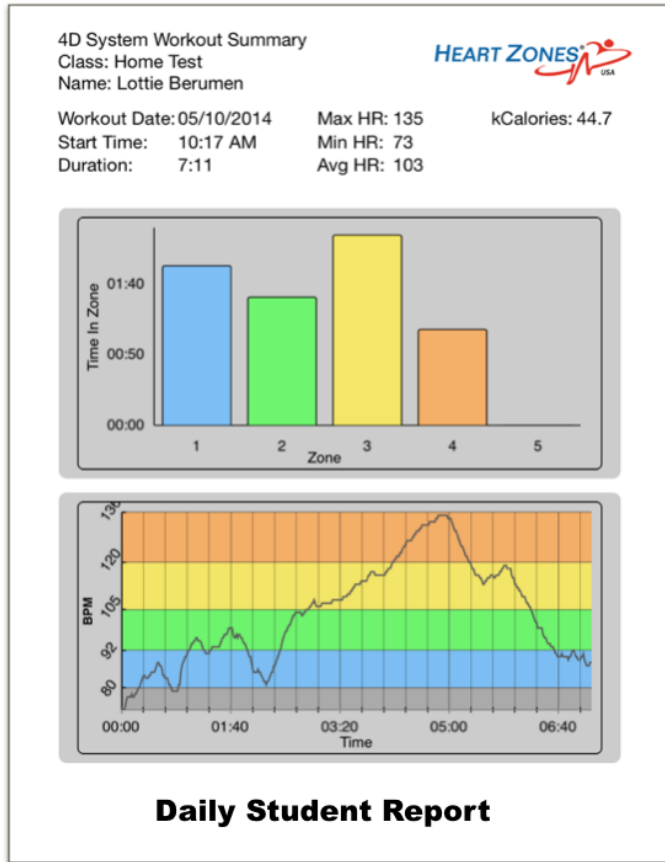 4D System Workout Summary
Class: Home Test
Name: Lottie Berumen
HEART ZONES®
USA
Workout Date: 05/10/2014 Max HR: 135 kCalories: 44.7
Start Time: 10:17 AM Min HR: 73
Duration: 7:11 Avg HR: 103
Time In Zone
01:40
00:50
00:00
1 2 3 4 5
Zone
BPM
136
120
105
92
80
00:00 01:40 03:20 05:00 06:40
Time
Daily Student Report